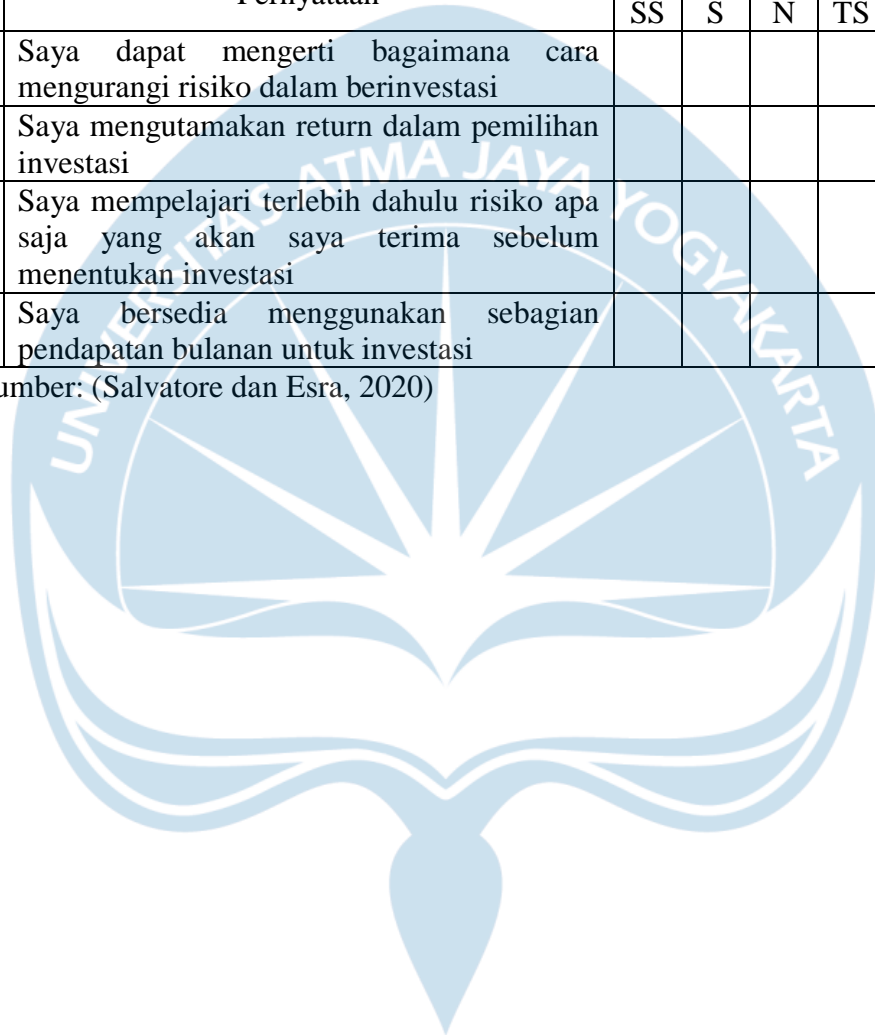 Pernyataan
SS S N TS
Saya dapat mengerti bagaimana cara
mengurangi risiko dalam berinvestasi
Saya mengutamakan return dalam pemilihan
investasi
Saya mempelajari terlebih dahulu risiko apa
saja yang akan saya terima sebelum
menentukan investasi
Saya bersedia menggunakan sebagian
pendapatan bulanan untuk investasi
umber: (Salvatore dan Esra, 2020)
UNIVERSITAS ATMA JAYA YOGYAKARTA